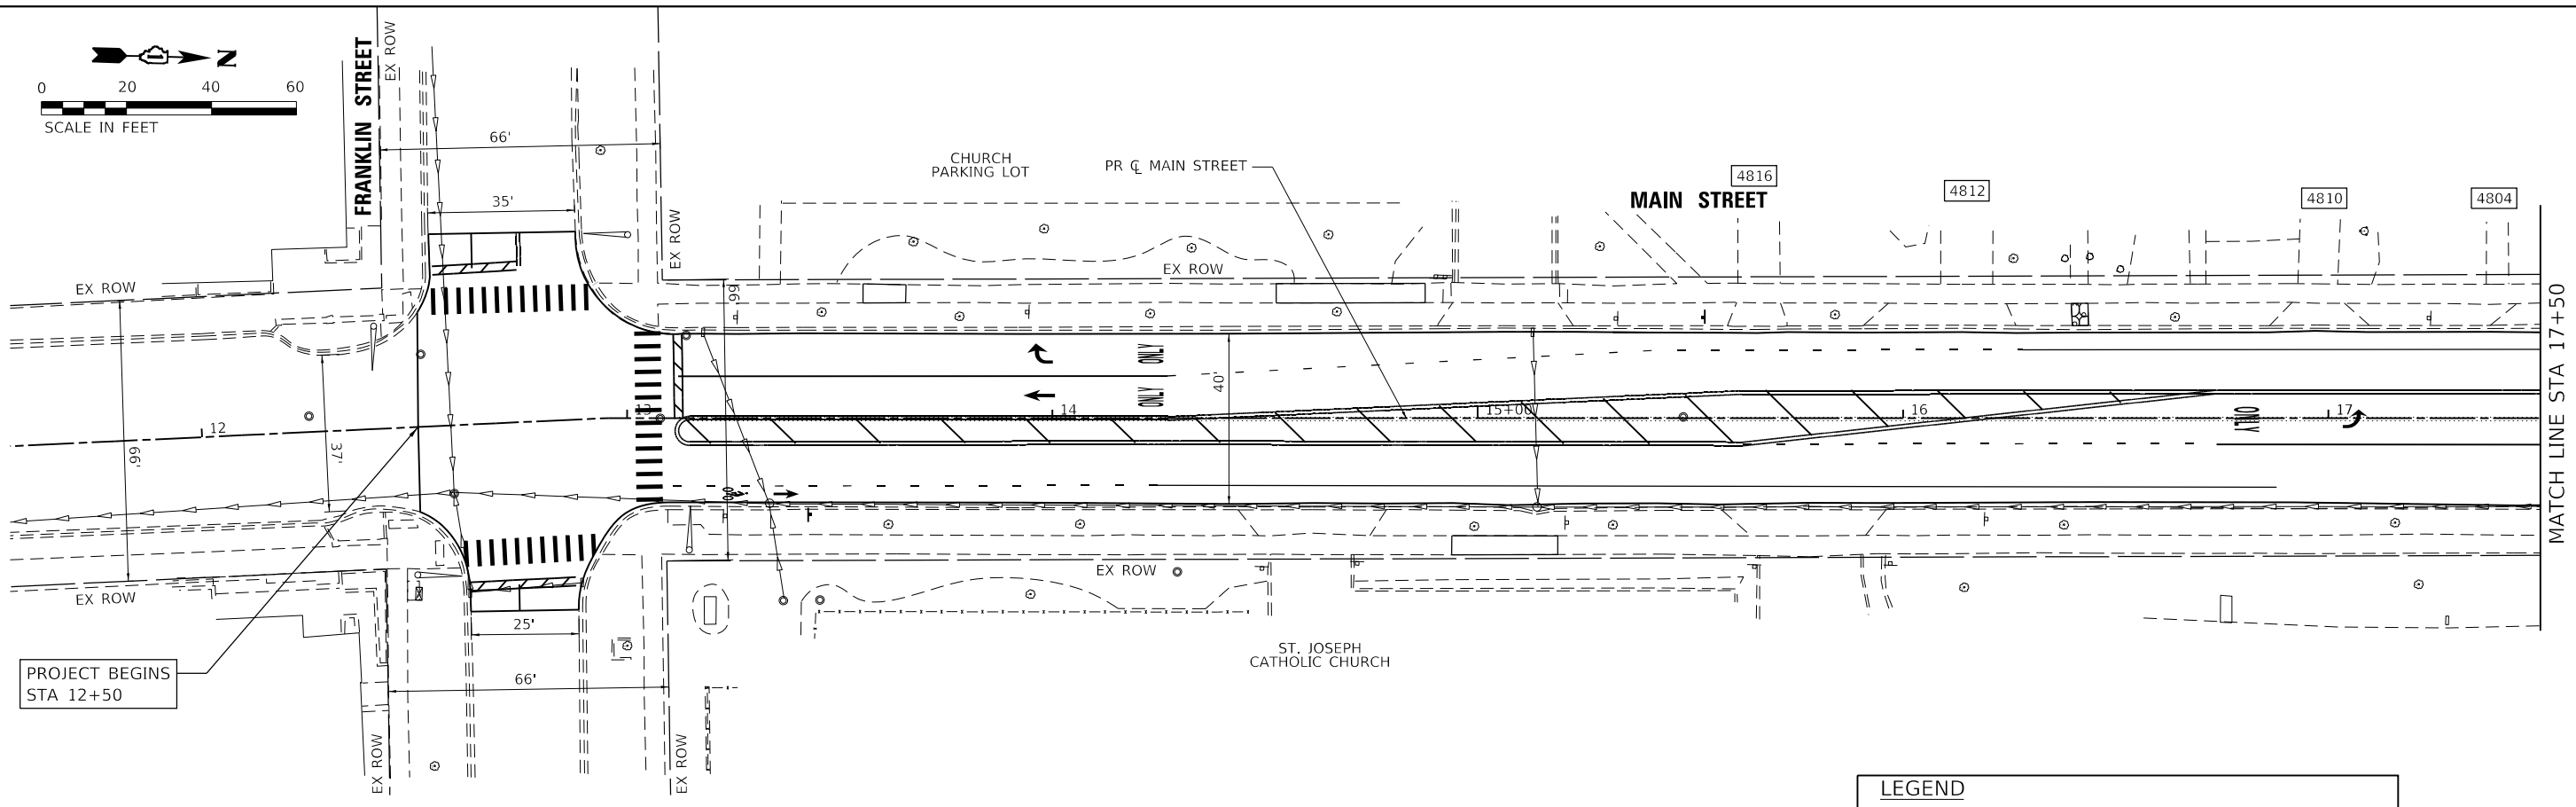 N
0 20 40 60
SCALE IN FEET
FRANKLIN STREET
EX ROW
66'
35'
EX ROW
CHURCH
PARKING LOT
PR ℄ MAIN STREET
EX ROW
MAIN STREET
4816
4812
4810
4804
EX ROW
66'
12
37'
13
66'
14
ONLY
ONLY
40'
15+00
16
ONLY
17
MATCH LINE STA 17+50
EX ROW
PROJECT BEGINS
STA 12+50
25'
66'
EX ROW
EX ROW
EX ROW
ST. JOSEPH
CATHOLIC CHURCH
LEGEND